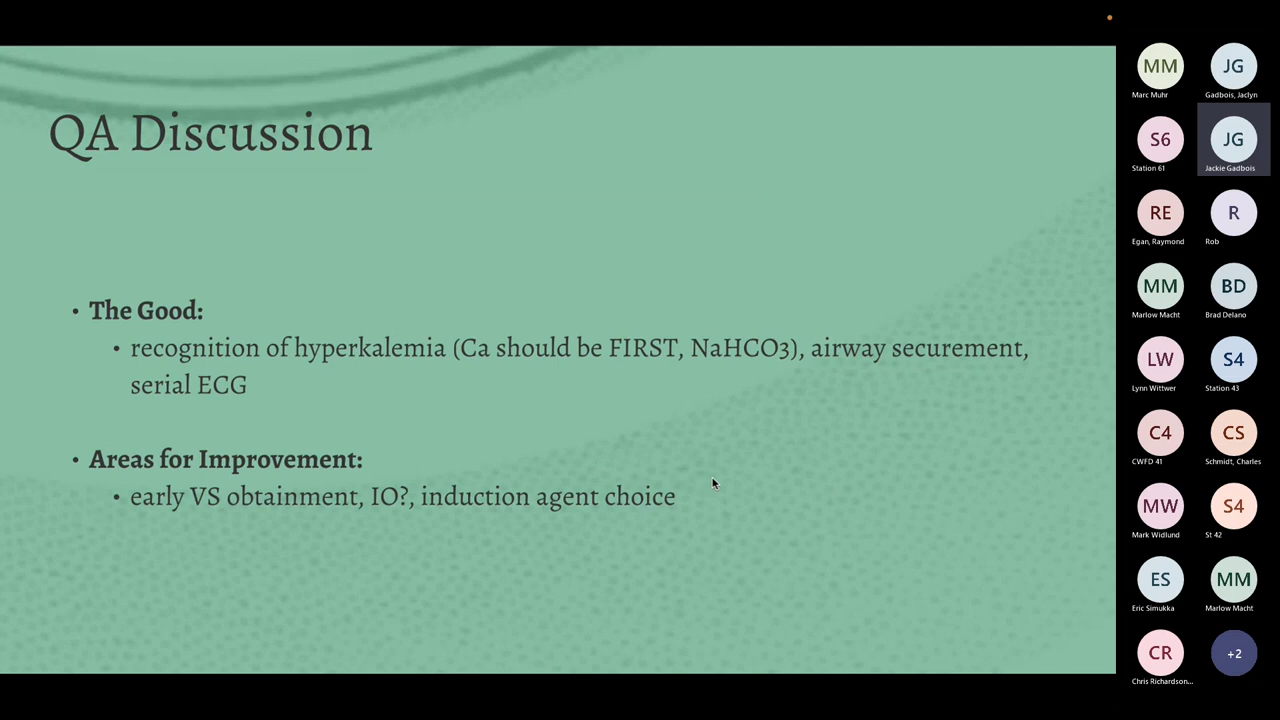 QA Discussion
• The Good:
• recognition of hyperkalemia (Ca should be FIRST, NaHCO3), airway securement,
serial ECG
• Areas for Improvement:
• early VS obtainment, IO?, induction agent choice
MM
Marc Muhr
JG
Gadbois, Jaclyn
S6
Station 61
JG
Jackie Gadbois
RE
Egan, Raymond
R
Rob
MM
Marlow Macht
BD
Brad Delano
LW
Lynn Wittwer
S4
Station 43
C4
CWFD 41
CS
Schmidt, Charles
MW
Mark Widlund
S4
St 42
ES
Eric Simukka
MM
Marlow Macht
CR
Chris Richardson...
+2